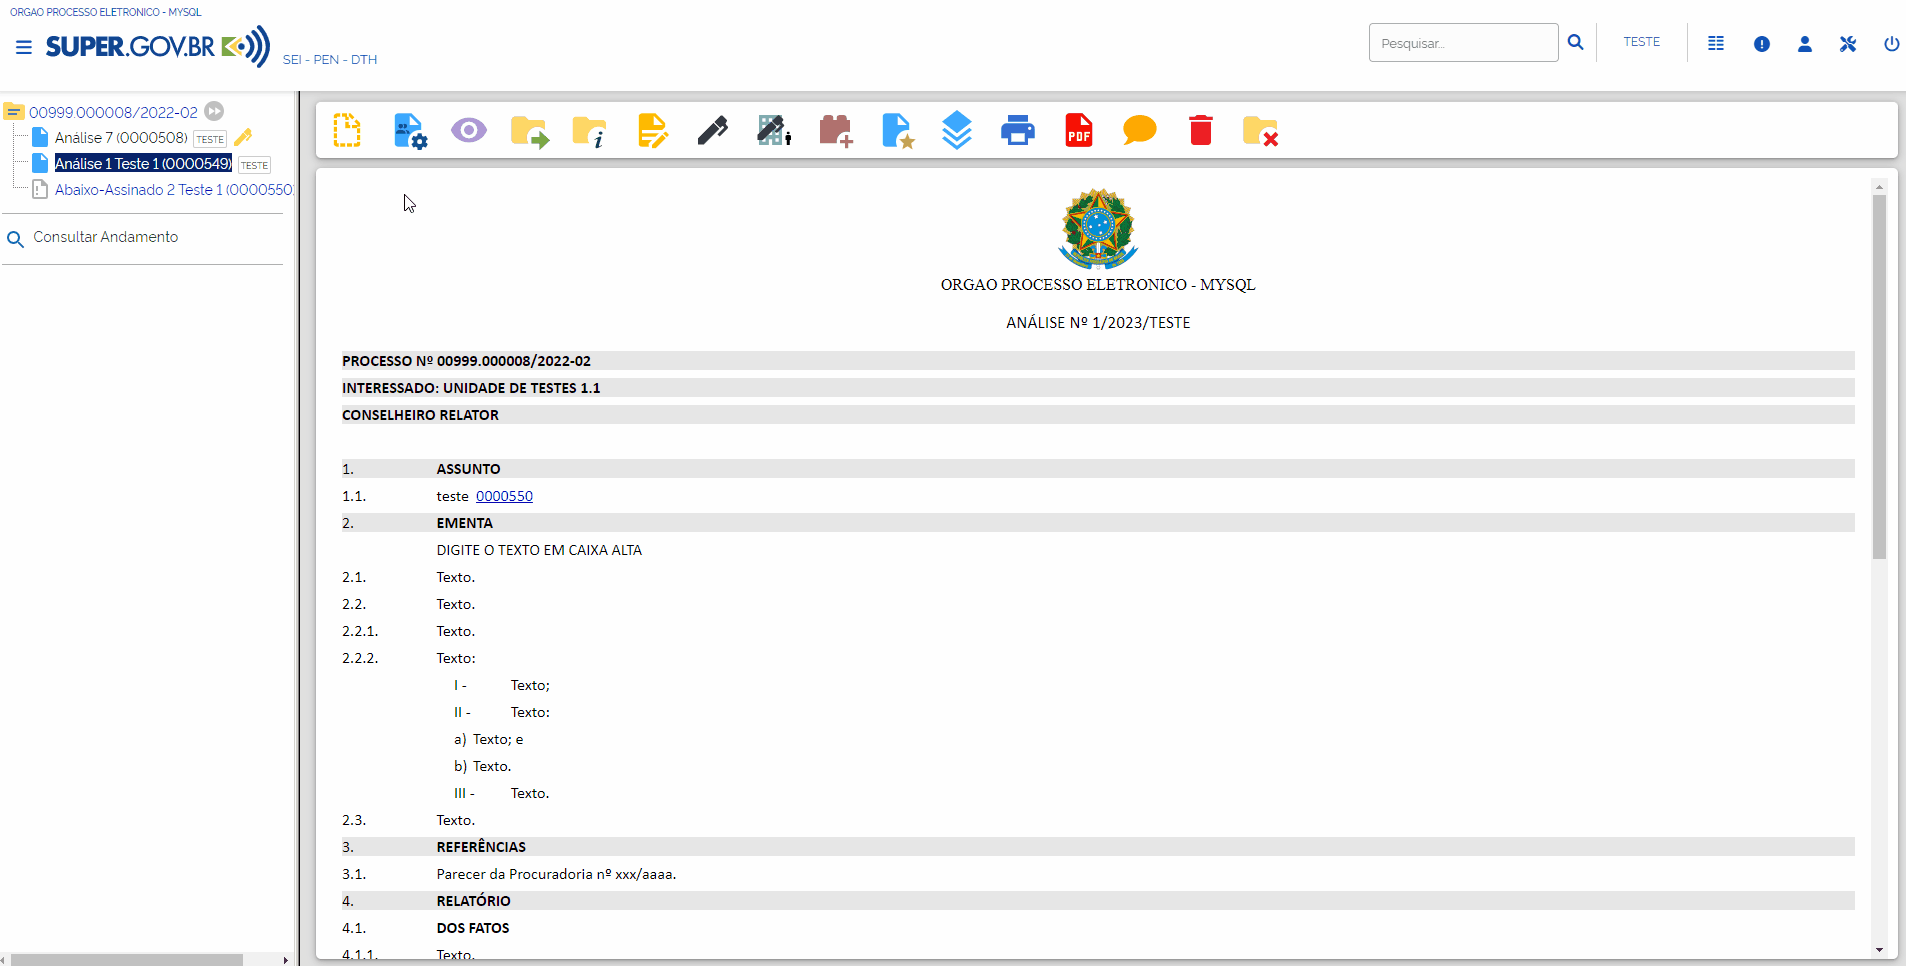 ORGAO PROCESSO ELETRONICO - MYSQL
SUPER.GOV.BR
SEI - PEN - DTH
Pesquisar...
TESTE
00999.000008/2022-02
Análise 7 (0000508) TESTE
Análise 1 Teste 1 (0000549) TESTE
Abaixo-Assinado 2 Teste 1 (0000550
Consultar Andamento
PDF
ORGAO PROCESSO ELETRONICO - MYSQL
ANÁLISE Nº 1/2023/TESTE
PROCESSO Nº 00999.000008/2022-02
INTERESSADO: UNIDADE DE TESTES 1.1
CONSELHEIRO RELATOR
1. ASSUNTO
1.1. teste 0000550
2. EMENTA
DIGITE O TEXTO EM CAIXA ALTA
2.1. Texto.
2.2. Texto.
2.2.1. Texto.
2.2.2. Texto:
I - Texto;
II - Texto:
a) Texto; e
b) Texto.
III - Texto.
2.3. Texto.
3. REFERÊNCIAS
3.1. Parecer da Procuradoria nº xxx/aaaa.
4. RELATÓRIO
4.1. DOS FATOS
4.1.1. Texto.